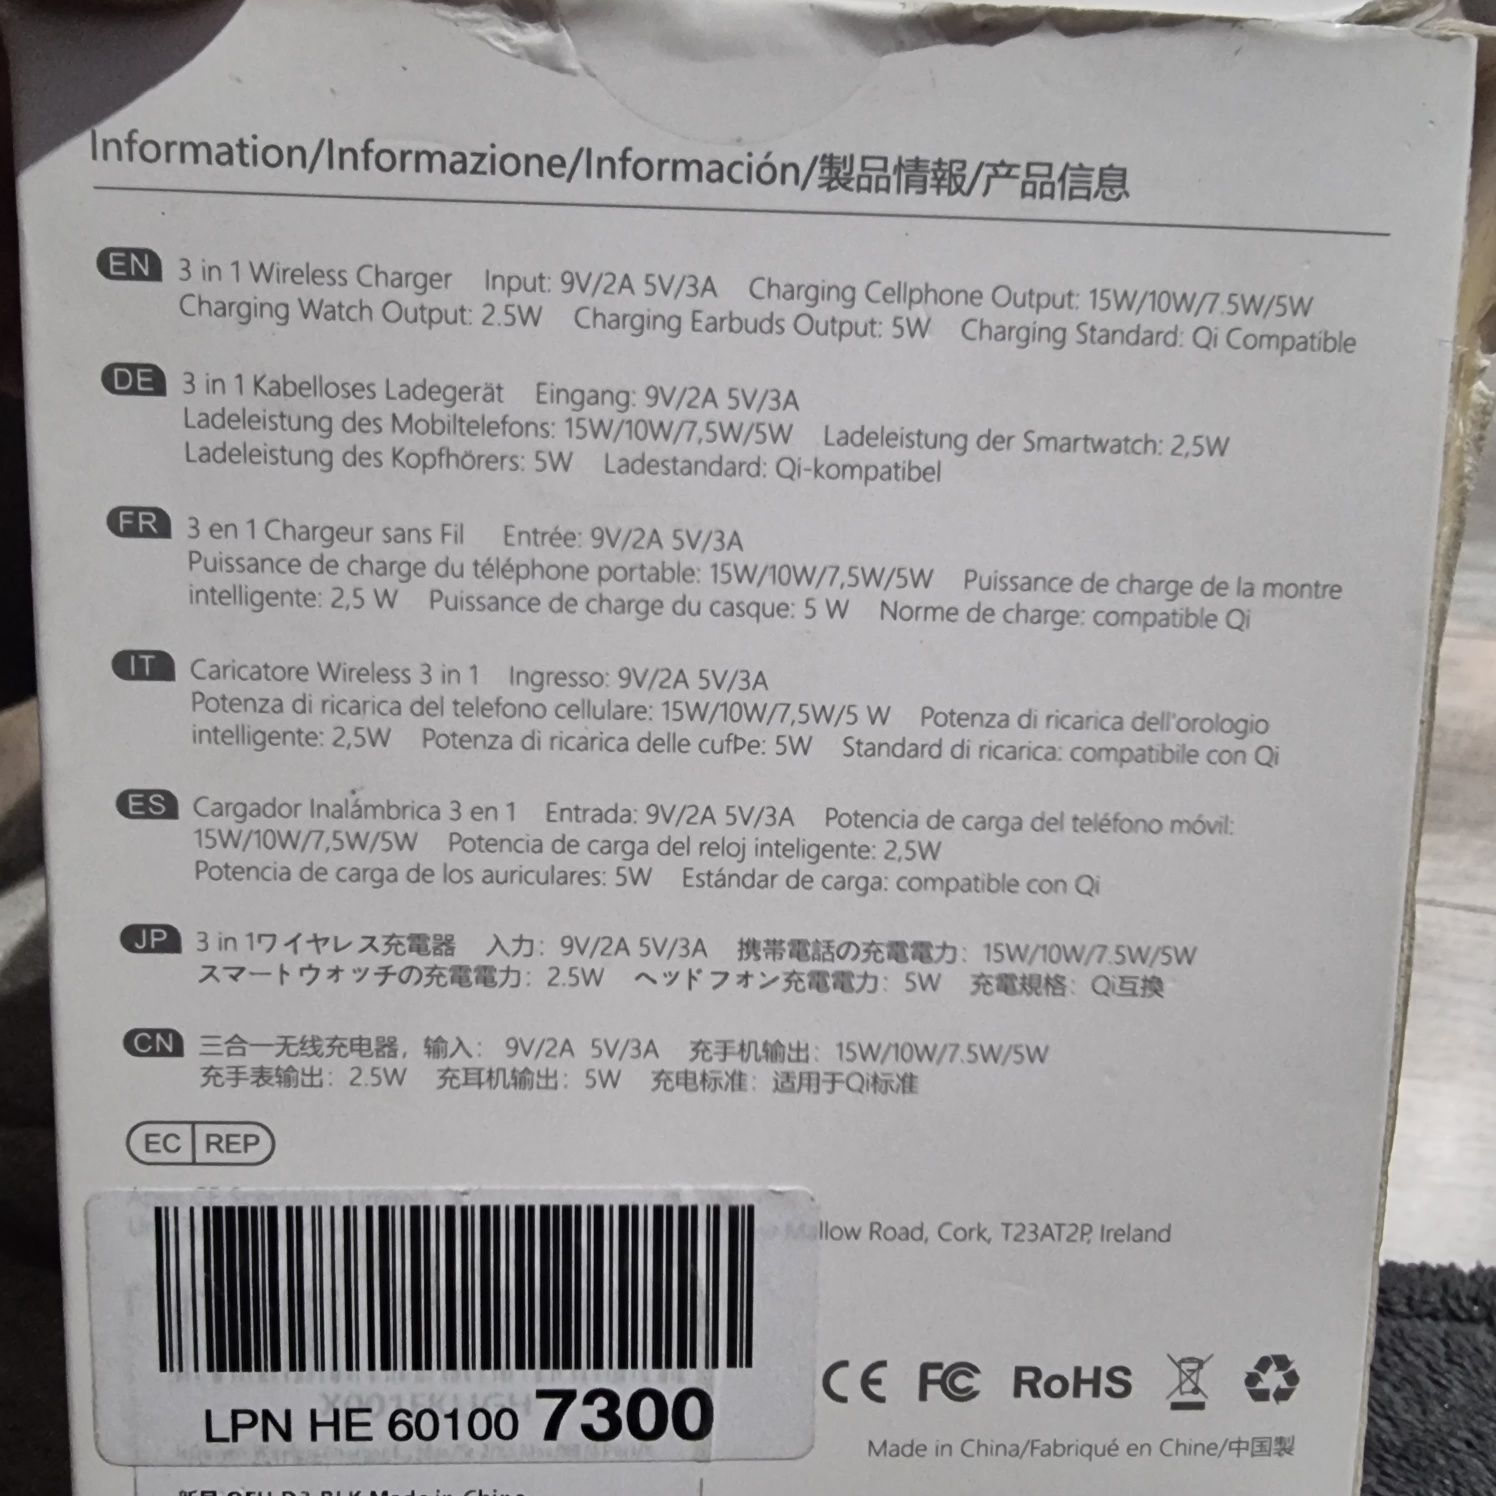 Information/Informazione/Información/製品情報/产品信息
EN 3 in 1 Wireless Charger Input: 9V/2A 5V/3A Charging Cellphone Output: 15W/10W/7.5W/5W
Charging Watch Output: 2.5W Charging Earbuds Output: 5W Charging Standard: Qi Compatible
DE 3 in 1 Kabelloses Ladegerät Eingang: 9V/2A 5V/3A
Ladeleistung des Mobiltelefons: 15W/10W/7,5W/5W Ladeleistung der Smartwatch: 2,5W
Ladeleistung des Kopfhörers: 5W Ladestandard: Qi-kompatibel
FR 3 en 1 Chargeur sans Fil Entrée: 9V/2A 5V/3A
Puissance de charge du téléphone portable: 15W/10W/7,5W/5W Puissance de charge de la montre
intelligente: 2,5 W Puissance de charge du casque: 5 W Norme de charge: compatible Qi
IT Caricatore Wireless 3 in 1 Ingresso: 9V/2A 5V/3A
Potenza di ricarica del telefono cellulare: 15W/10W/7,5W/5 W Potenza di ricarica dell'orologio
intelligente: 2,5W Potenza di ricarica delle cufÞe: 5W Standard di ricarica: compatibile con Qi
ES Cargador Inalámbrica 3 en 1 Entrada: 9V/2A 5V/3A Potencia de carga del teléfono móvil:
15W/10W/7,5W/5W Potencia de carga del reloj inteligente: 2,5W
Potencia de carga de los auriculares: 5W Estándar de carga: compatible con Qi
JP 3 in 1ワイヤレス充電器 入力: 9V/2A 5V/3A 携帯電話の充電電力: 15W/10W/7.5W/5W
スマートウォッチの充電電力: 2.5W ヘッドフォン充電電力: 5W 充電規格: Qi互換
CN 三合一无线充电器, 输入: 9V/2A 5V/3A 充手机输出: 15W/10W/7.5W/5W
充手表输出: 2.5W 充耳机输出: 5W 充电标准: 适用于Qi标准
EC REP
llow Road, Cork, T23AT2P, Ireland
CE FC RoHS
LPN HE 60100 7300
Made in China/Fabriqué en Chine/中国製
Made in China